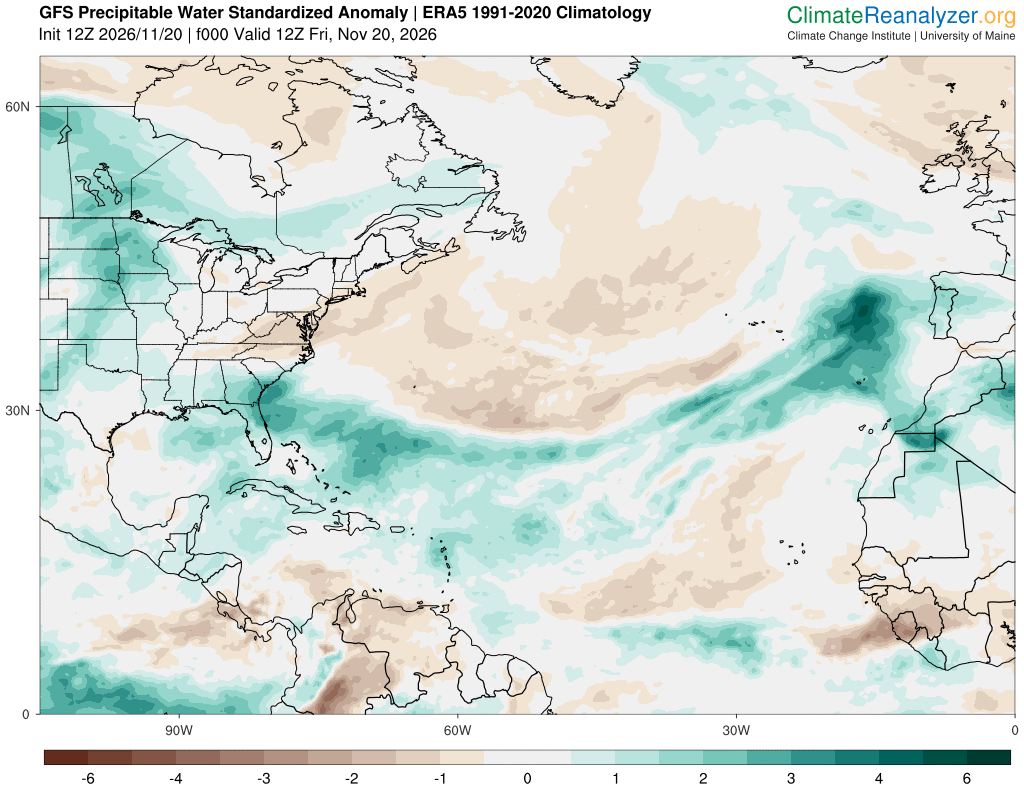 GFS Precipitable Water Standardized Anomaly | ERA5 1991-2020 Climatology
Init 12Z 2026/11/20 | f000 Valid 12Z Fri, Nov 20, 2026
ClimateReanalyzer.org
Climate Change Institute | University of Maine
60N
30N
0
90W
60W
30W
0
-6
-4
-3
-2
-1
0
1
2
3
4
6